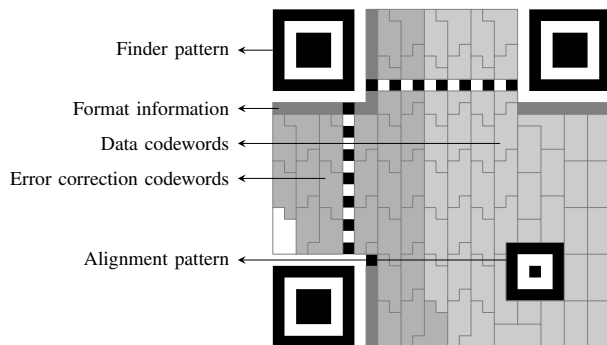 Finder pattern
Format information
Data codewords
Error correction codewords
Alignment pattern